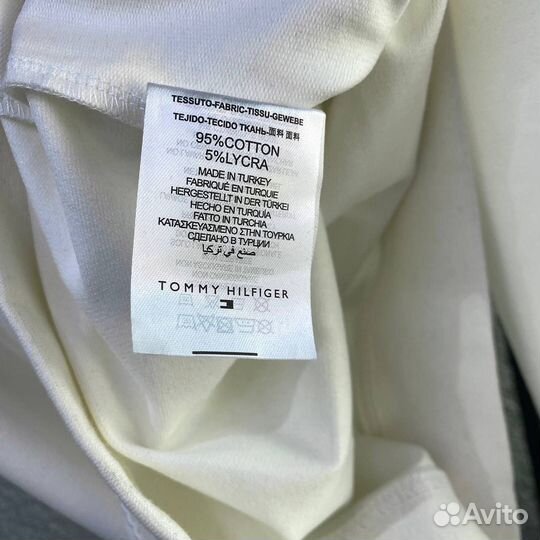 TESSUTO-FABRIC-TISSU-GEWEBE
TEJIDO-TECIDO ТКАНЬ-面料 面料
95%COTTON
5%LYCRA
MADE IN TURKEY
FABRIQUÉ EN TURQUIE
HERGESTELLT IN DER TÜRKEI
HECHO EN TURQUÍA
FATTO IN TURCHIA
ΚΑΤΑΣΚΕΥΑΣΜΕΝΟ ΣΤΗΝ ΤΟΥΡΚΙΑ
СДЕЛАНО В ТУРЦИИ
صنع في تركيا
TOMMY HILFIGER
Avito